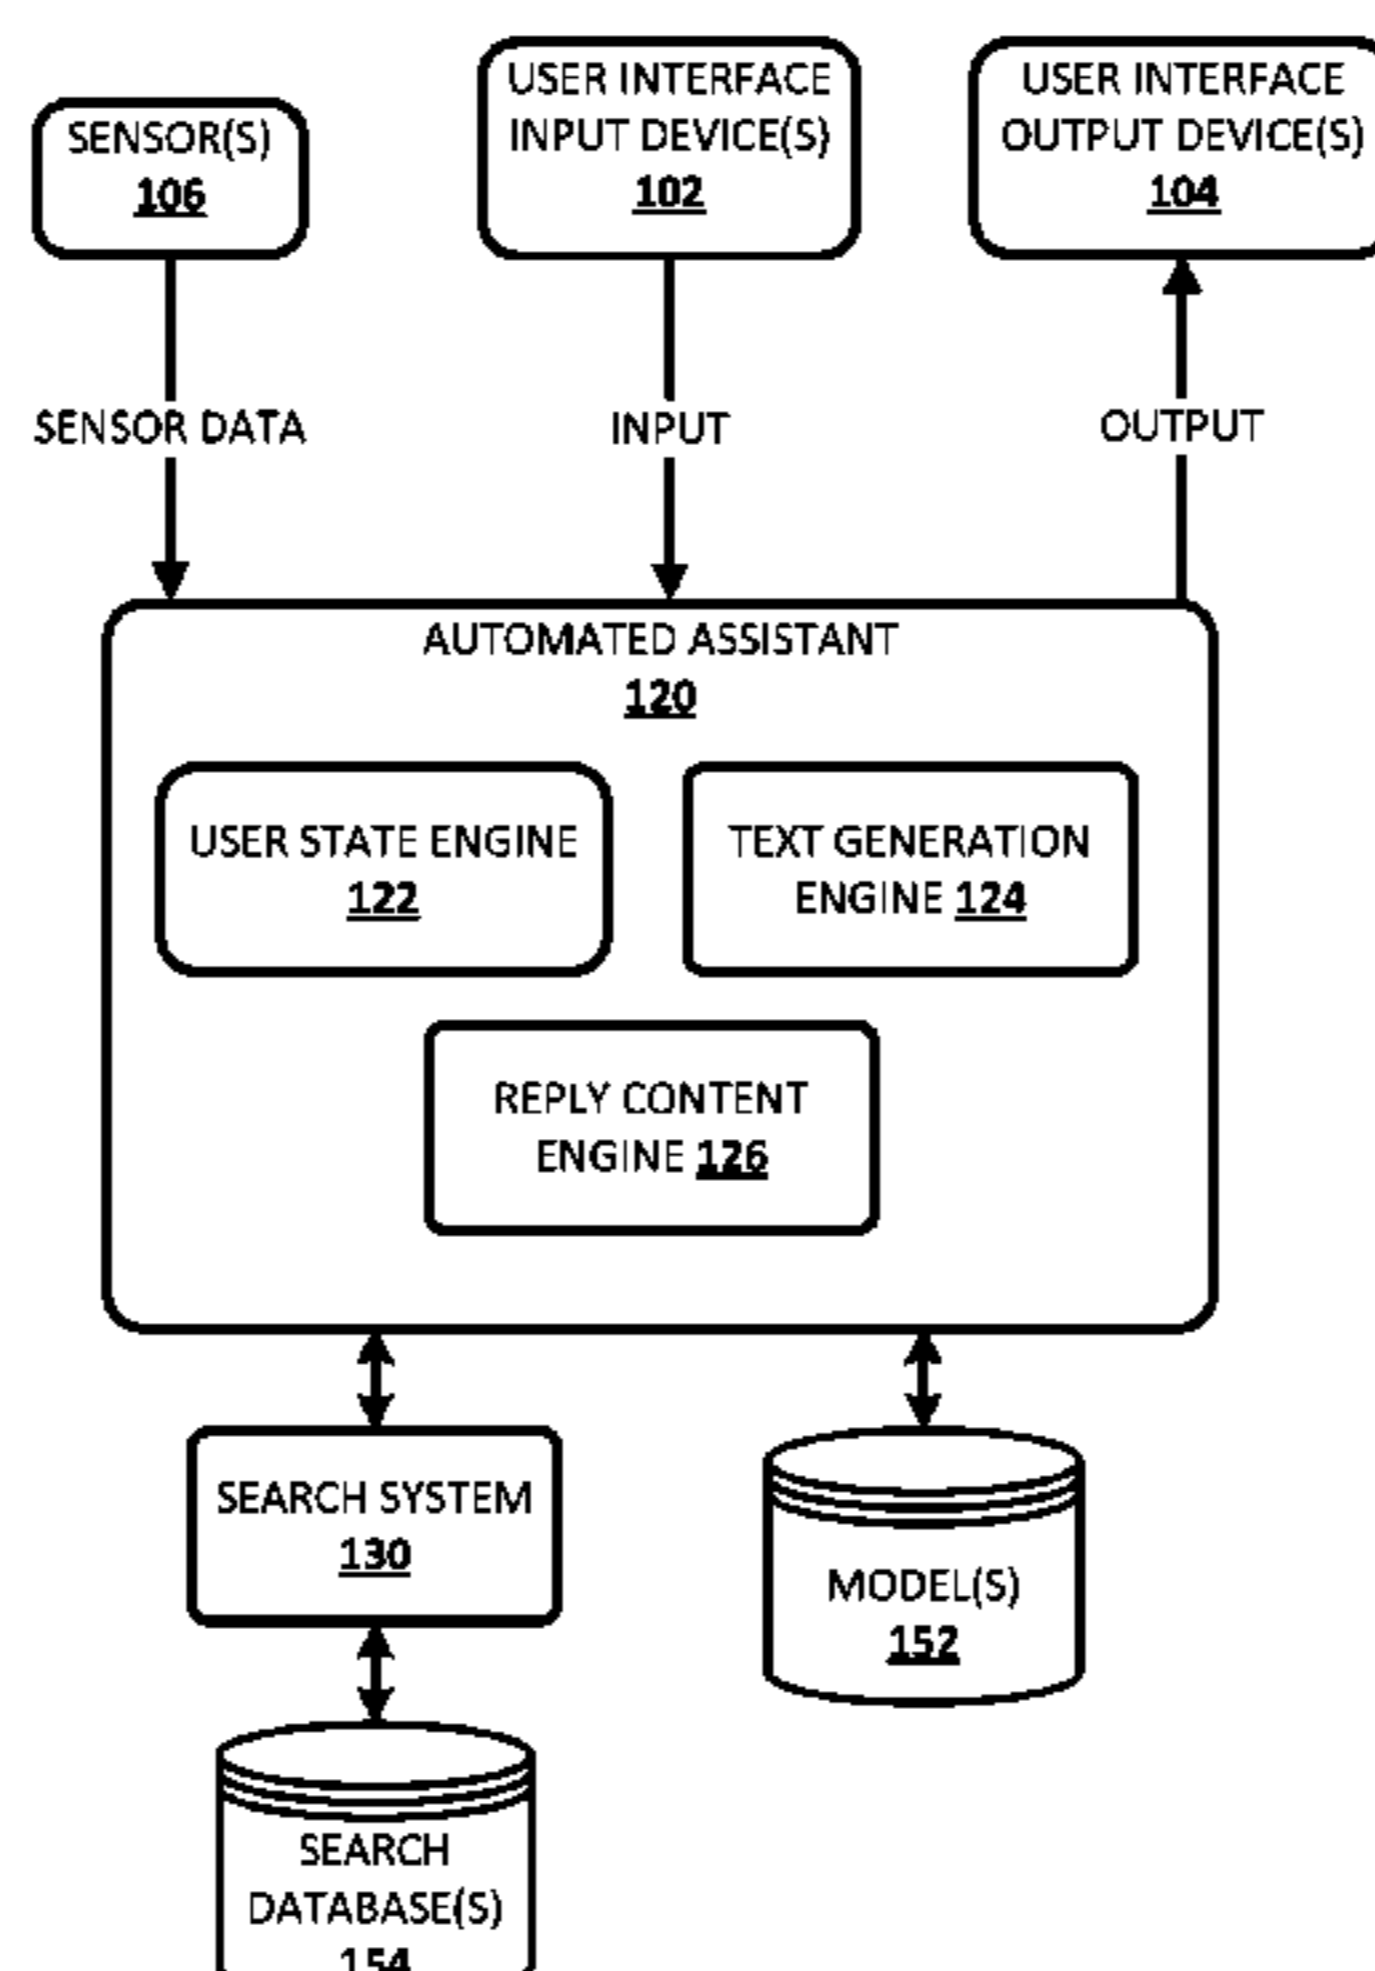 SENSOR(S)
106
USER INTERFACE
INPUT DEVICE(S)
102
USER INTERFACE
OUTPUT DEVICE(S)
104
SENSOR DATA
INPUT
OUTPUT
AUTOMATED ASSISTANT
120
USER STATE ENGINE
122
TEXT GENERATION
ENGINE 124
REPLY CONTENT
ENGINE 126
SEARCH SYSTEM
130
MODEL(S)
152
SEARCH
DATABASE(S)
154